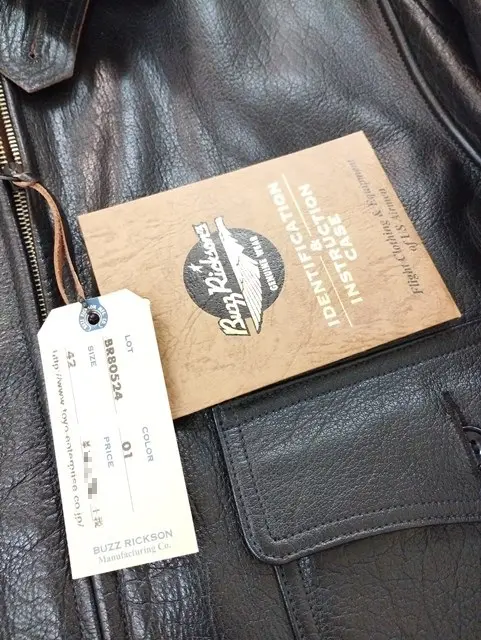 Buzz Rickson's
GENUINE WEAR
IDENTIFICATION
&
INSTRUCTION
CASE
Flight Clothing & Equipment
of U.S. Airman
LOT
BR80524
COLOR
01
SIZE
42
PRICE
http://www.toyo-enterprise.co.jp/
BUZZ RICKSON
Manufacturing Co.